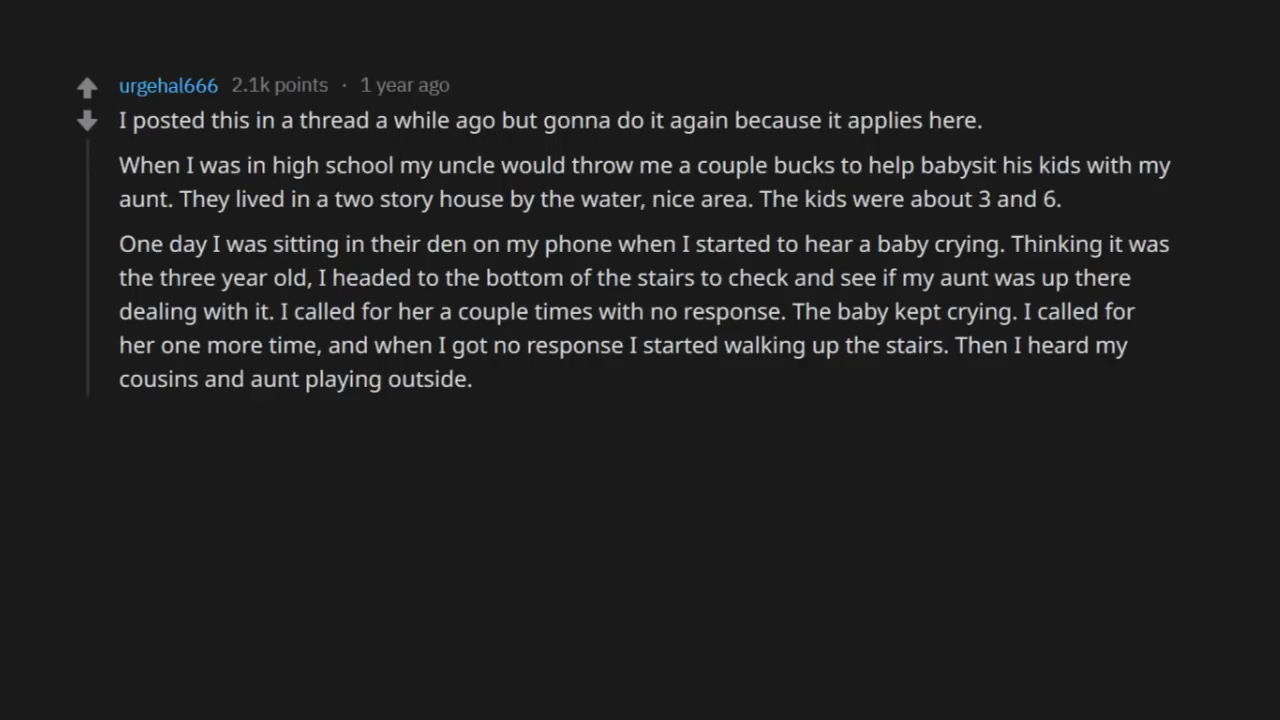 urgehal666 2.1k points · 1 year ago
I posted this in a thread a while ago but gonna do it again because it applies here.
When I was in high school my uncle would throw me a couple bucks to help babysit his kids with my
aunt. They lived in a two story house by the water, nice area. The kids were about 3 and 6.
One day I was sitting in their den on my phone when I started to hear a baby crying. Thinking it was
the three year old, I headed to the bottom of the stairs to check and see if my aunt was up there
dealing with it. I called for her a couple times with no response. The baby kept crying. I called for
her one more time, and when I got no response I started walking up the stairs. Then I heard my
cousins and aunt playing outside.